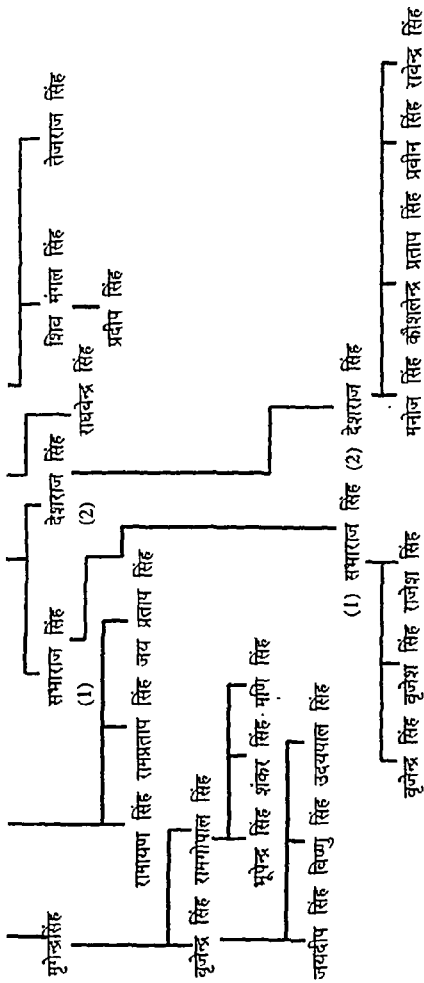 मृगेन्द्रसिंह
सभाराज सिंह देशराज सिंह राघवेन्द्र सिंह शिव मंगल सिंह तेजराज सिंह
(1) (2)
प्रदीप सिंह
रामायण सिंह रामप्रताप सिंह जय प्रताप सिंह
वृजेन्द्र सिंह रामगोपाल सिंह
भूपेन्द्र सिंह शंकर सिंह मणि सिंह
जयदीप सिंह विष्णु सिंह उदयपाल सिंह
(1) सभाराज सिंह (2) देशराज सिंह
वृजेन्द्र सिंह वृजेश सिंह राजेश सिंह
मनोज सिंह कौशलेन्द्र प्रताप सिंह प्रवीन सिंह रावेन्द्र सिंह